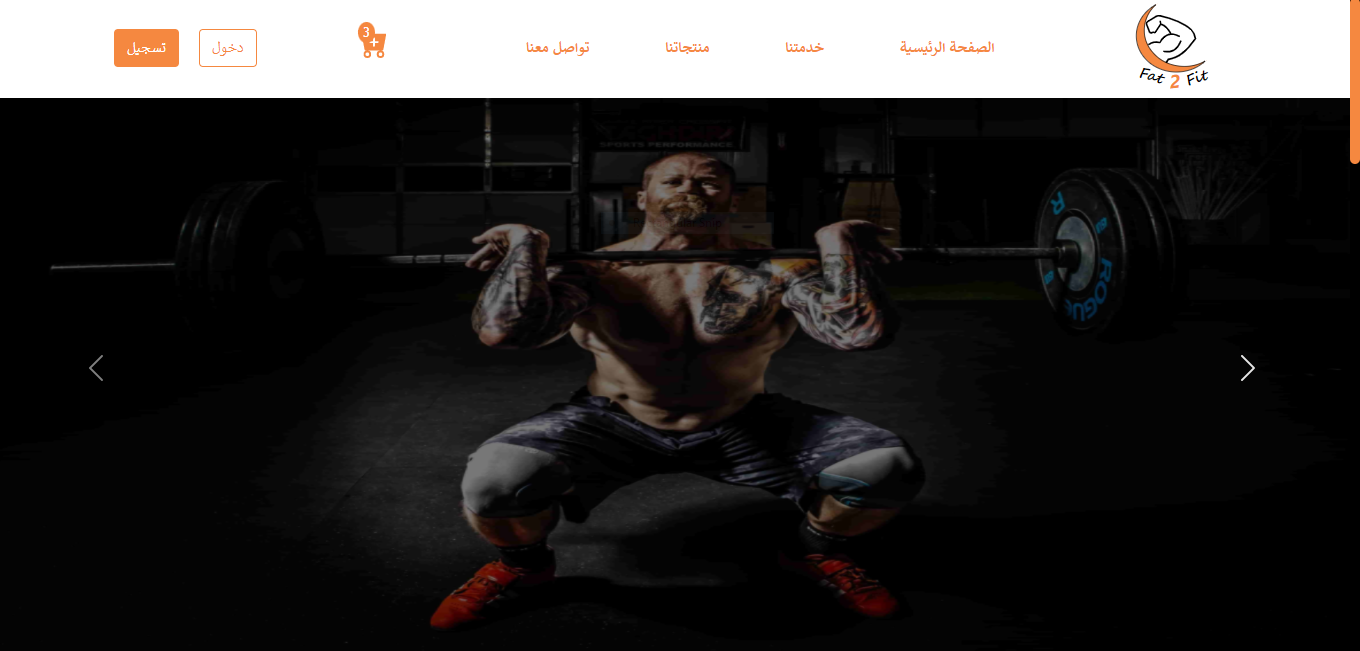 Fat 2 Fit
الصفحة الرئيسية
خدمتنا
منتجاتنا
تواصل معنا
3
+
دخول
تسجيل
SPORTS PERFORMANCE
R
ROGUE